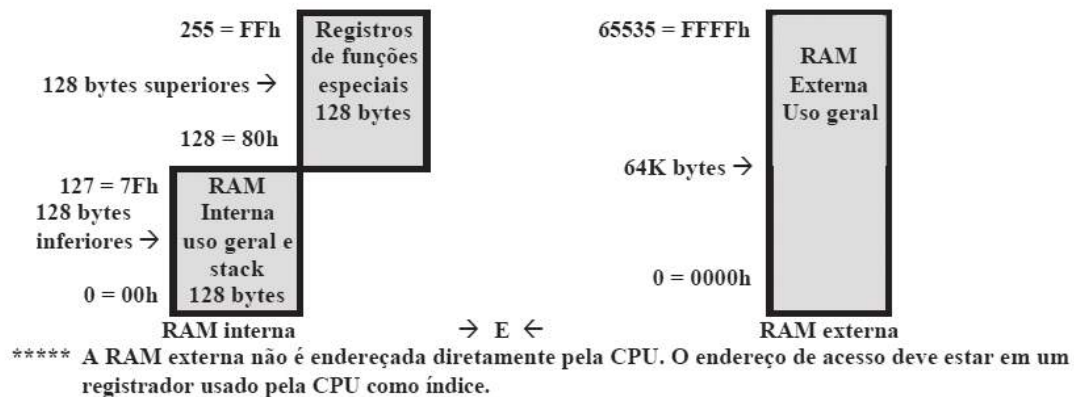 255 = FFh
128 bytes superiores →
128 = 80h
Registros
de funções
especiais
128 bytes
127 = 7Fh
128 bytes
inferiores →
0 = 00h
RAM
Interna
uso geral e
stack
128 bytes
RAM interna
→ E ←
65535 = FFFFh
64K bytes →
0 = 0000h
RAM
Externa
Uso geral
RAM externa
***** A RAM externa não é endereçada diretamente pela CPU. O endereço de acesso deve estar em um
registrador usado pela CPU como índice.